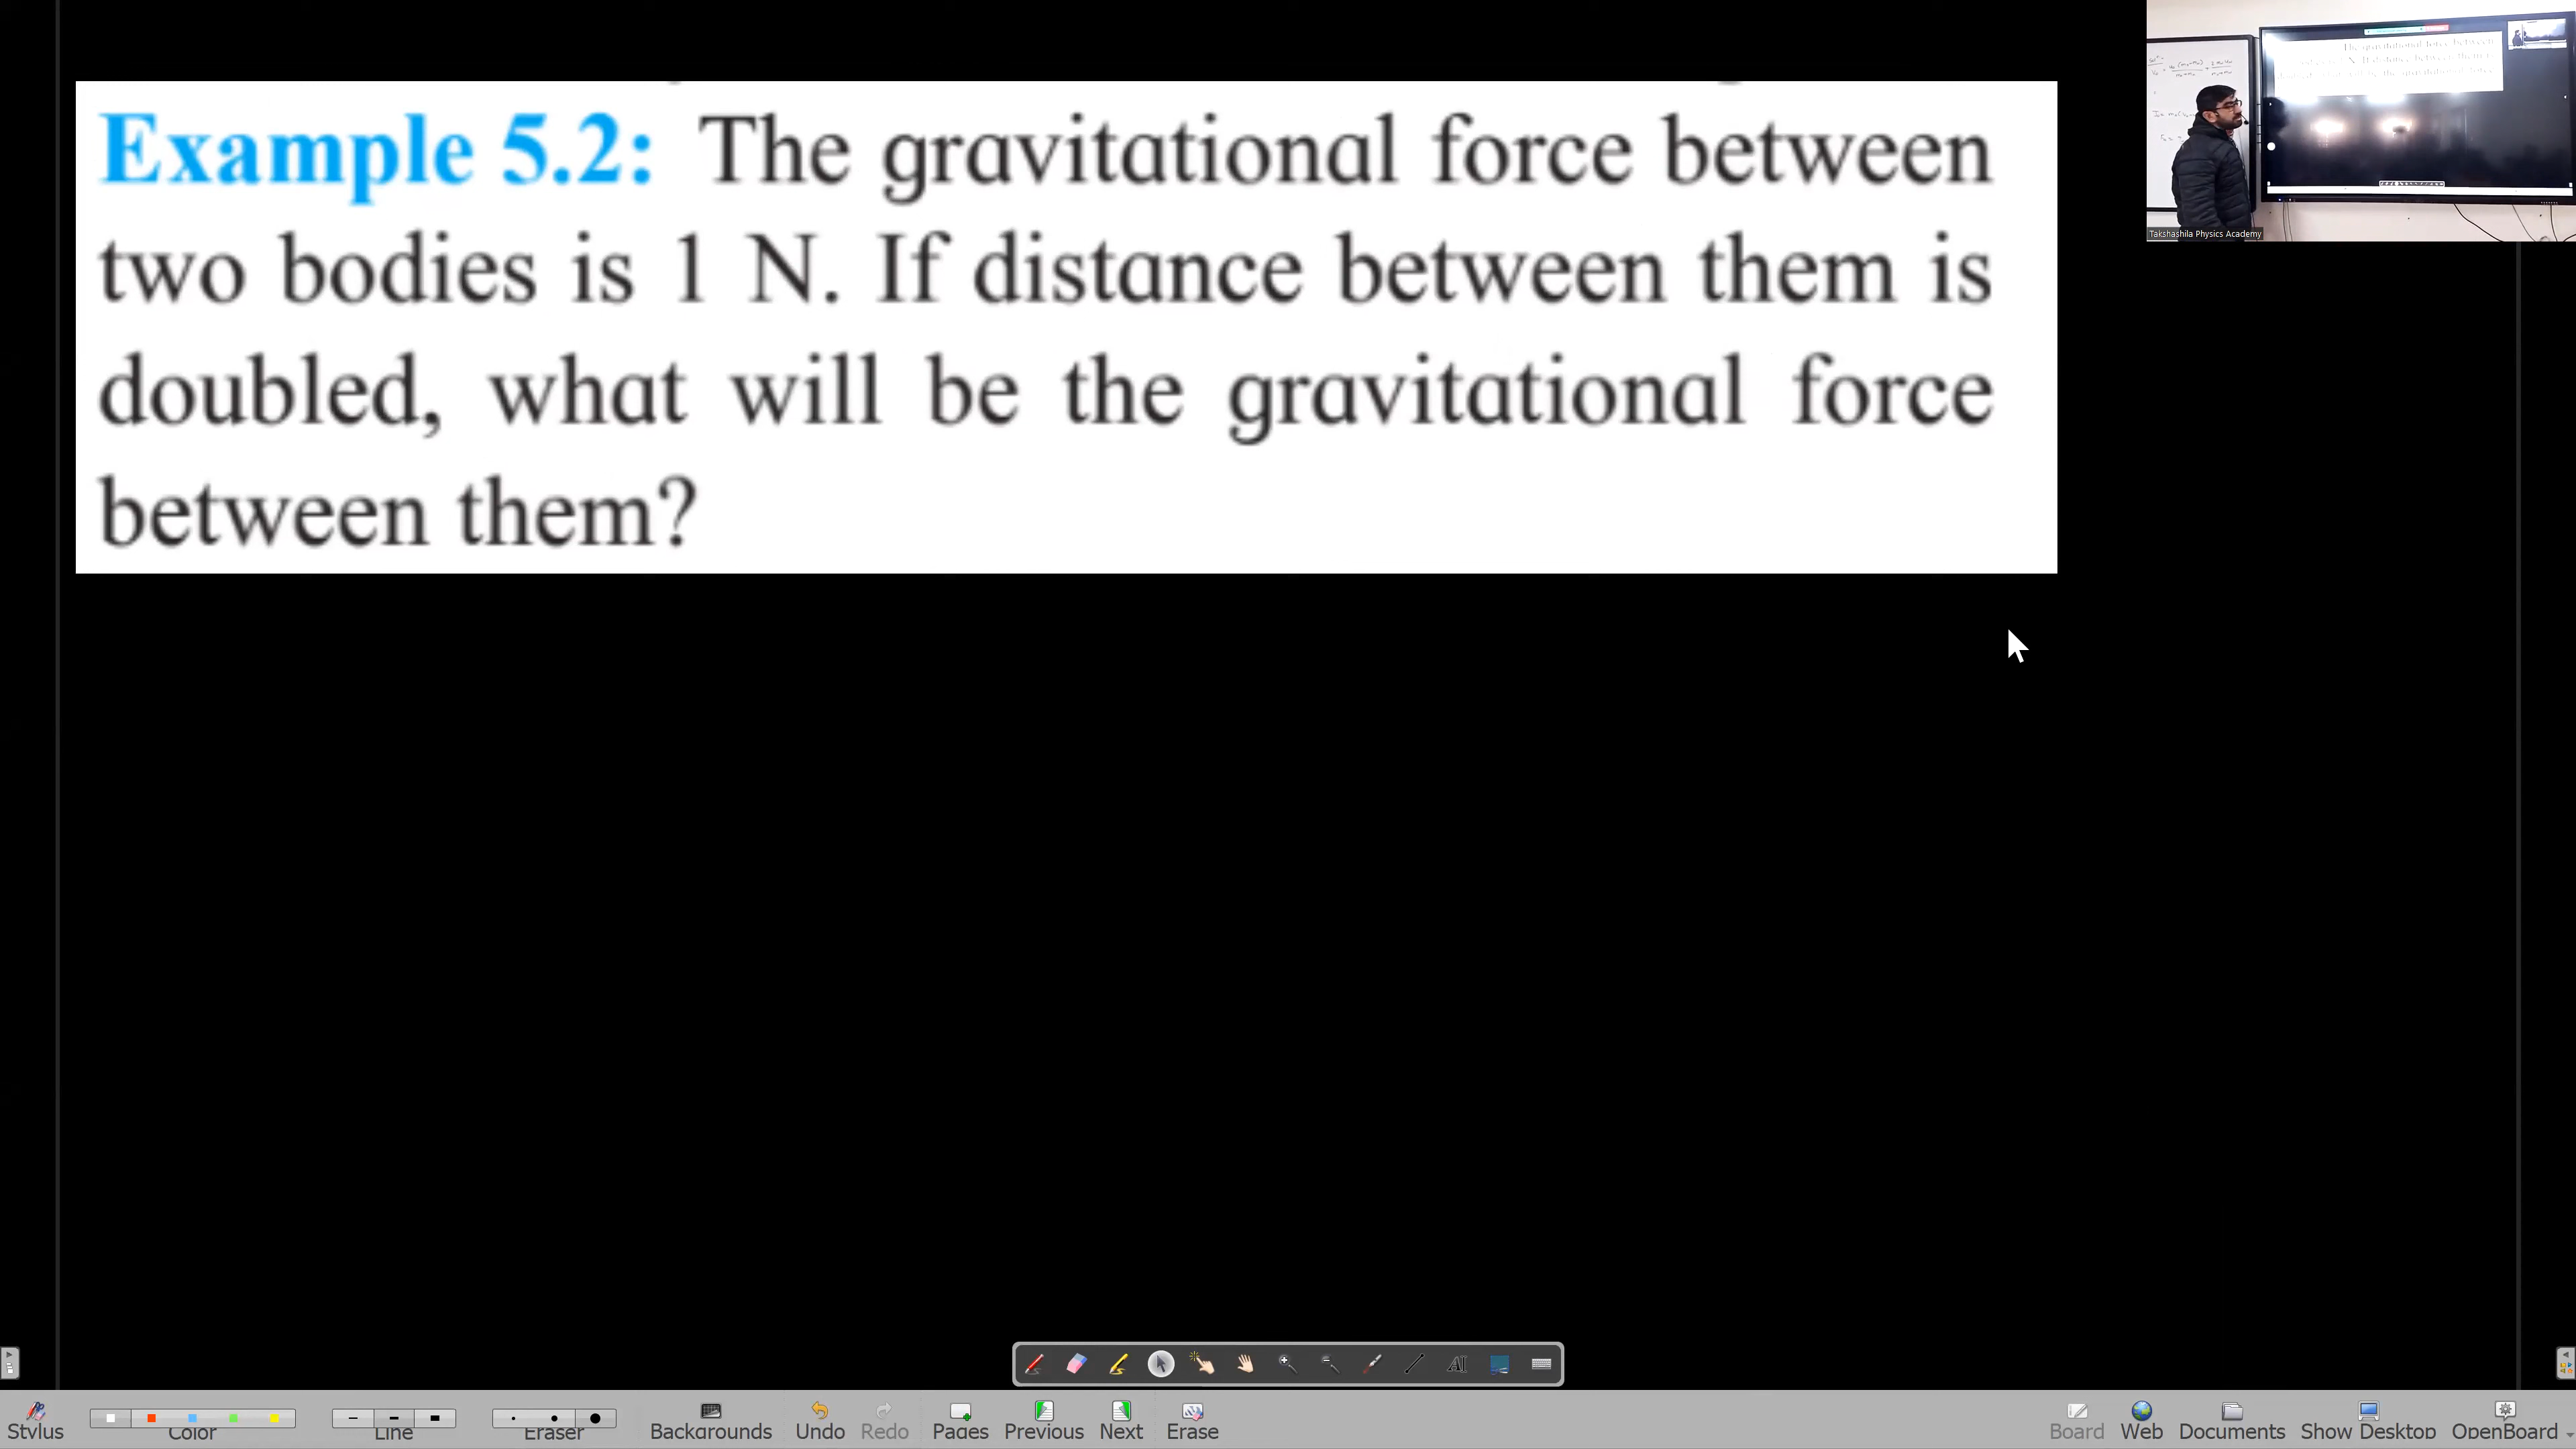 Example 5.2: The gravitational force between
two bodies is 1 N. If distance between them is
doubled, what will be the gravitational force
between them?
Takshashila Physics Academy
Stylus
Color
Line
Eraser
Backgrounds
Undo
Redo
Pages
Previous
Next
Erase
Board
Web
Documents
Show Desktop
OpenBoard